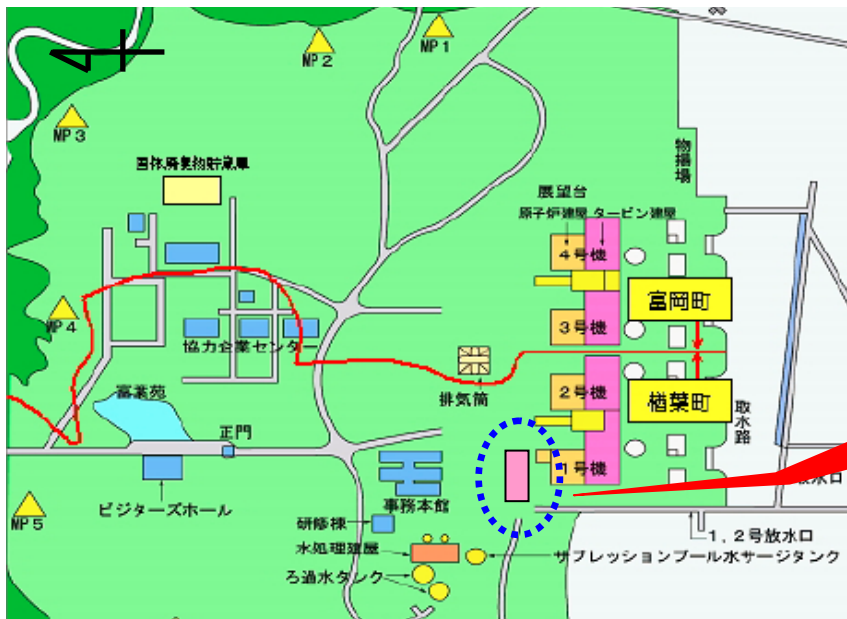 MP1
MP2
MP3
固体廃棄物貯蔵庫
物揚場
展望台
原子炉建屋 タービン建屋
4号機
富岡町
MP4
3号機
協力企業センター
排気筒
2号機
楢葉町
富業苑
取水路
正門
1号機
ビジターズホール
事務本館
MP5
研修棟
1,2号放水口
水処理建屋
サプレッションプール水サージタンク
ろ過水タンク